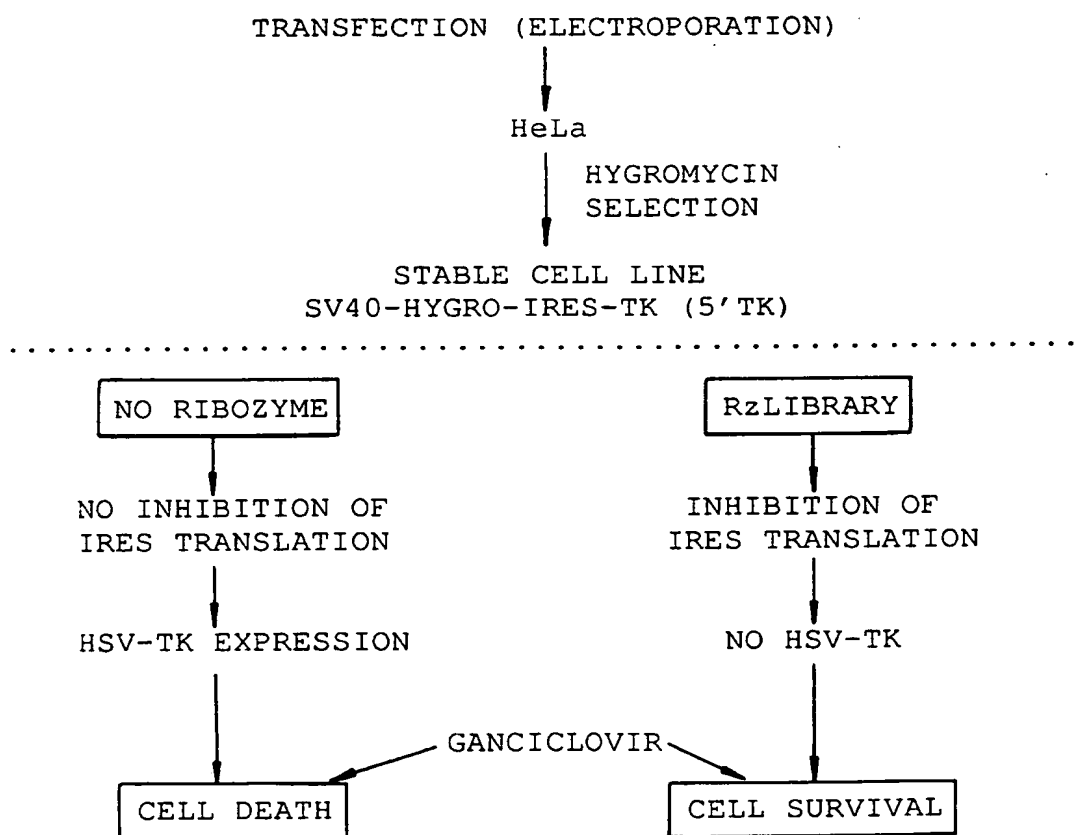 TRANSFECTION (ELECTROPORATION)
HeLa
HYGROMYCIN
SELECTION
STABLE CELL LINE
SV40-HYGRO-IRES-TK (5'TK)
NO RIBOZYME
NO INHIBITION OF
IRES TRANSLATION
HSV-TK EXPRESSION
RzLIBRARY
INHIBITION OF
IRES TRANSLATION
NO HSV-TK
GANCICLOVIR
CELL DEATH
CELL SURVIVAL